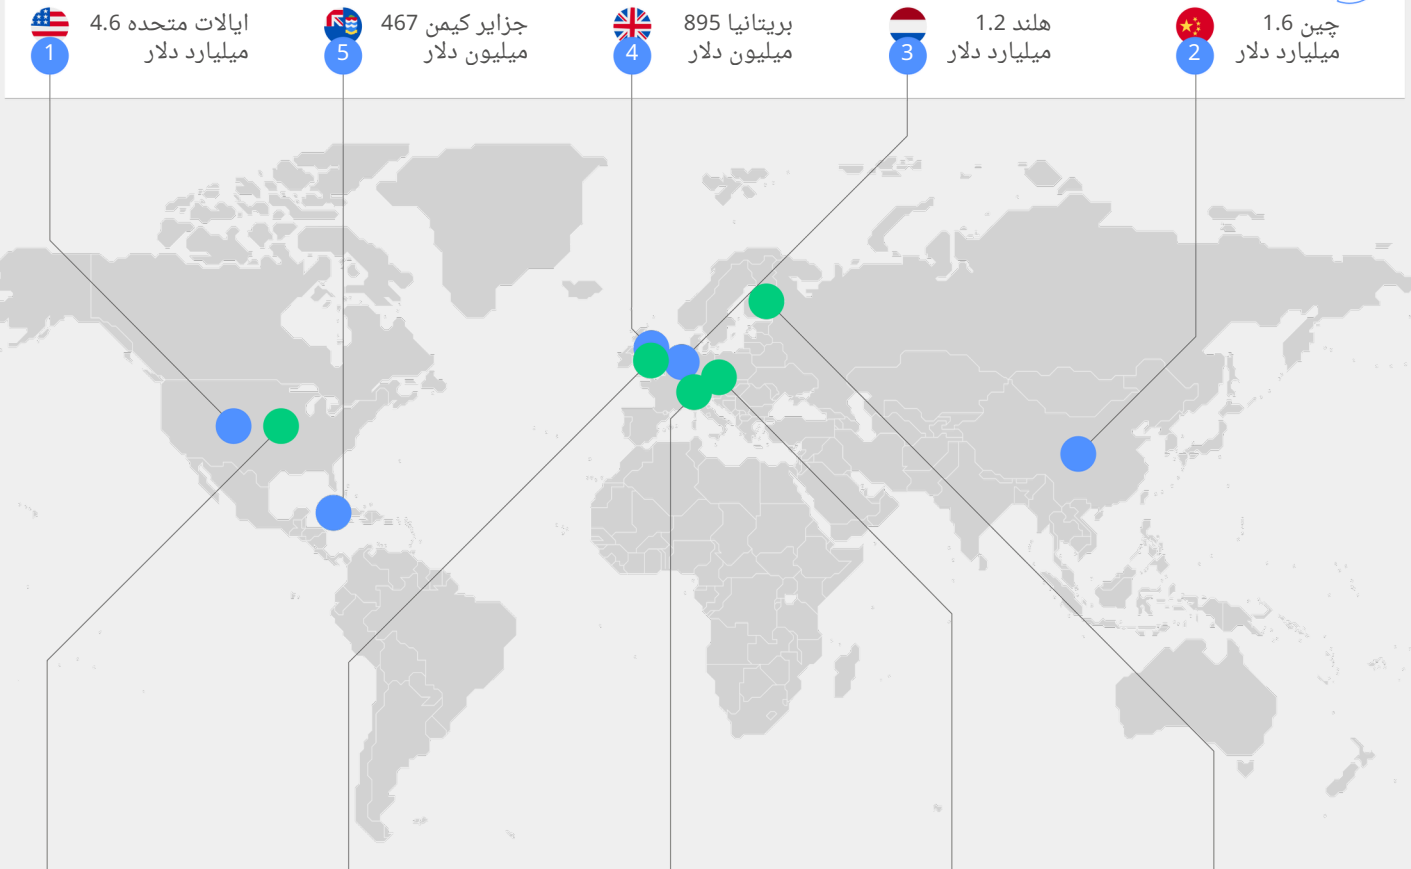 چین 1.6
میلیارد دلار
2
هلند 1.2
میلیارد دلار
3
بریتانیا 895
میلیون دلار
4
جزایر کیمن 467
میلیون دلار
5
ایالات متحده 4.6
میلیارد دلار
1